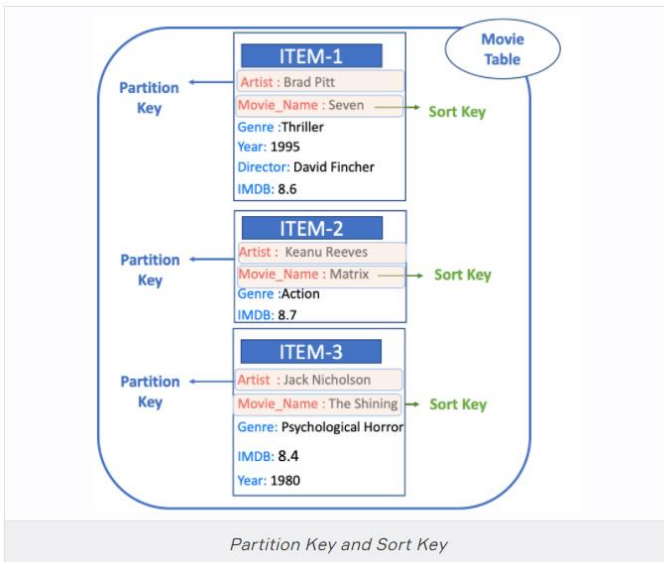 Movie
Table
ITEM-1
Partition
Key
Artist : Brad Pitt
Movie_Name : Seven
Sort Key
Genre :Thriller
Year: 1995
Director: David Fincher
IMDB: 8.6
ITEM-2
Partition
Key
Artist : Keanu Reeves
Movie_Name : Matrix
Sort Key
Genre :Action
IMDB: 8.7
ITEM-3
Partition
Key
Artist : Jack Nicholson
Movie_Name : The Shining
Sort Key
Genre: Psychological Horror
IMDB: 8.4
Year: 1980
Partition Key and Sort Key